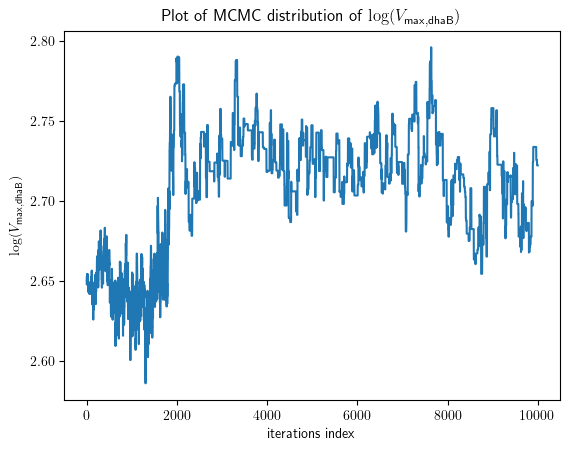 Plot of MCMC distribution of log(V_max,dhaB)
log(V_max,dhaB)
2.80
2.75
2.70
2.65
2.60
0 2000 4000 6000 8000 10000
iterations index